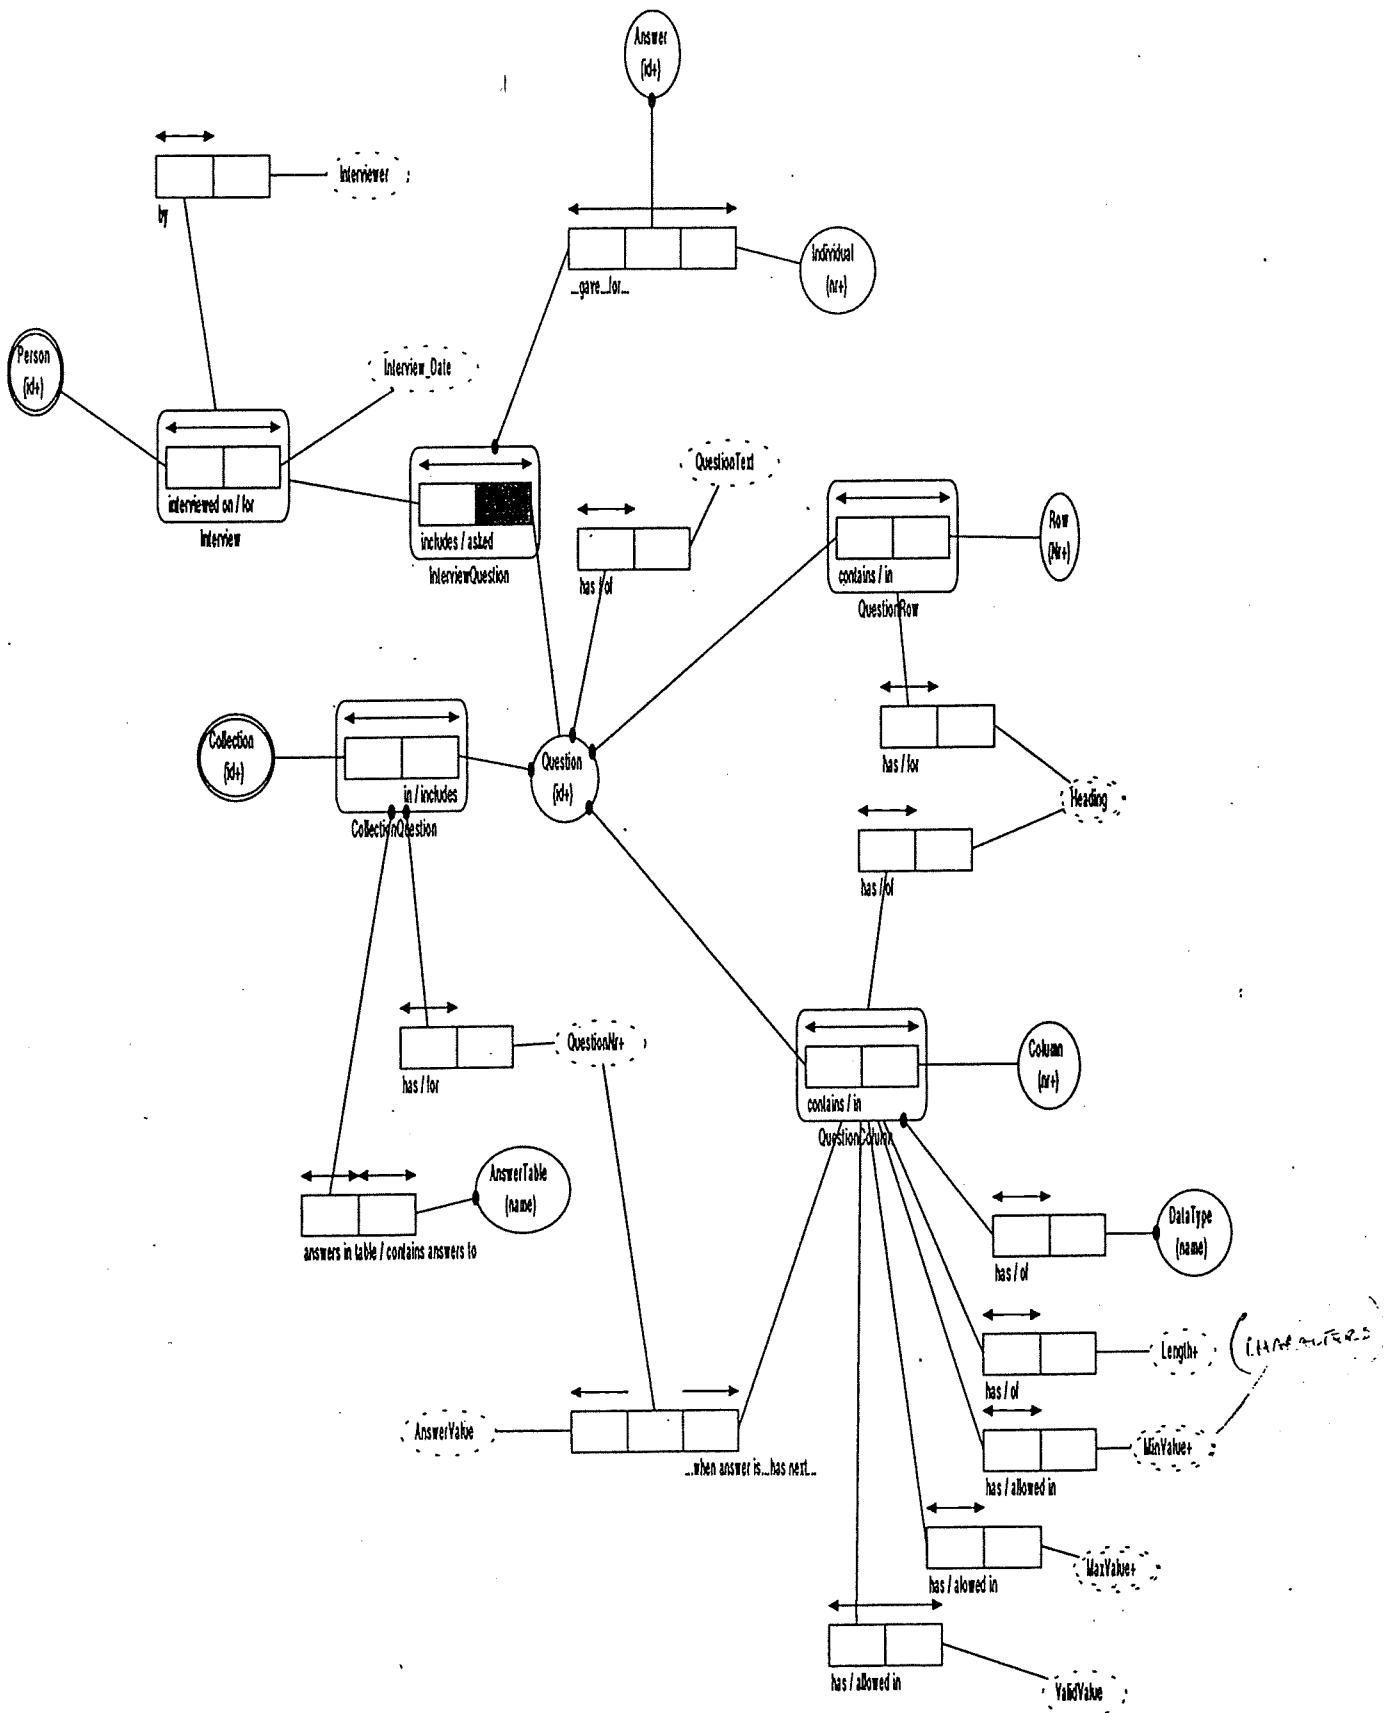 Answer
(id+)
Interviewer
by
Individual
(nr+)
...gave...for...
Person
(id+)
Interview_Date
interviewed on / for
Interview
QuestionText
includes / asked
InterviewQuestion
has / of
Row
(Nr+)
contains / in
QuestionRow
Collection
(id+)
in / includes
CollectionQuestion
Question
(id+)
has / for
Heading
has / of
QuestionNr+
has / for
Column
(nr+)
contains / in
QuestionColumn
AnswerTable
(name)
answers in table / contains answers to
DataType
(name)
has / of
Length+
CHARACTERS
has / of
AnswerValue
...when answer is...has next...
MinValue+
has / allowed in
MaxValue+
has / alowed in
has / allowed in
ValidValue